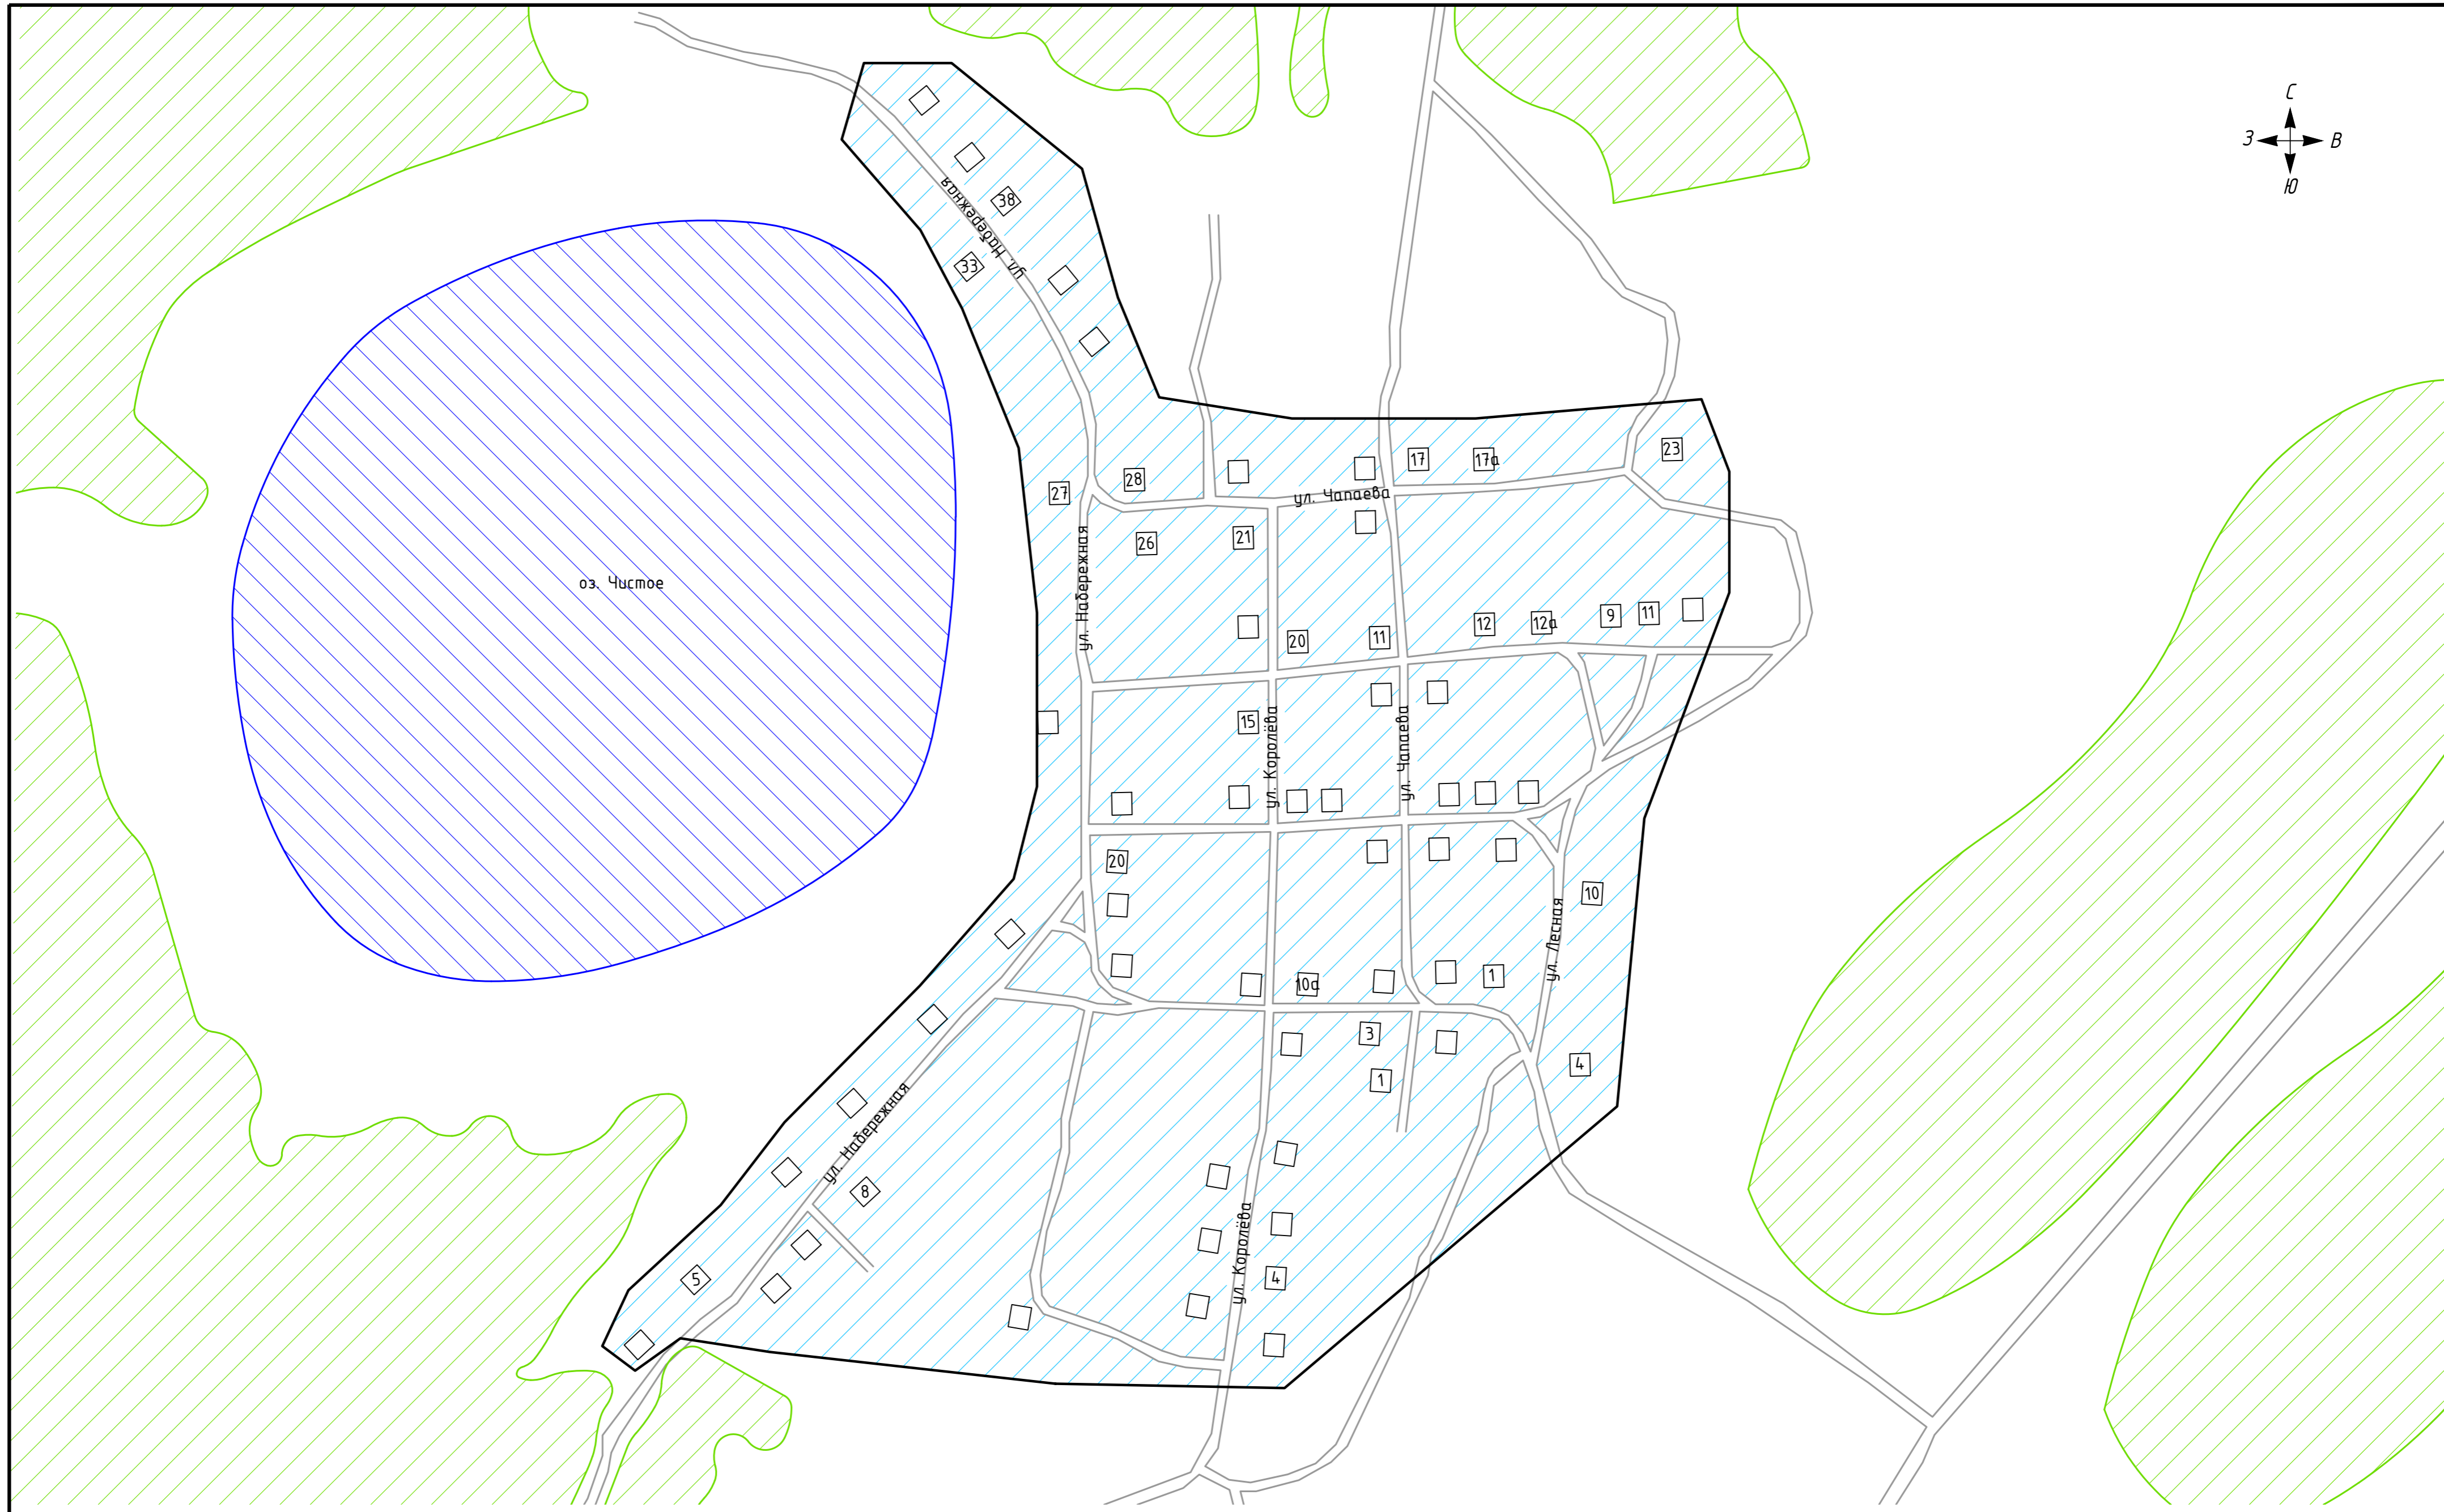 С
З
В
Ю
38
ул. Набережная
33
23
17
17а
28
27
ул. Чапаева
21
26
оз. Чистое
ул. Набережная
12
12а
9
11
20
11
15
ул. Королёва
ул. Чапаева
20
10
ул. Лесная
1
10а
3
4
1
ул. Набережная
8
ул. Королёва
4
5